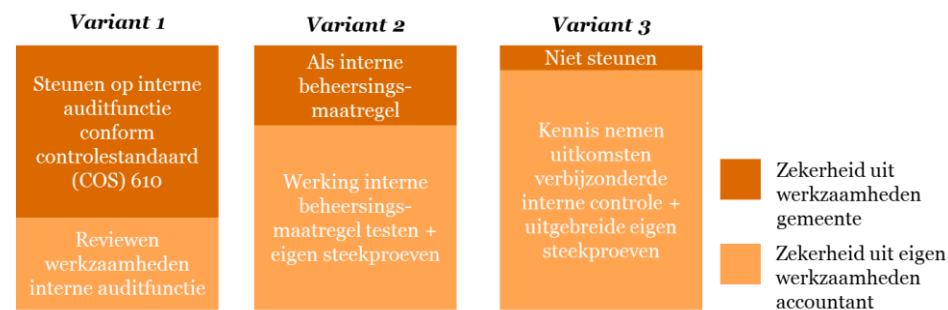 Variant 1
Steunen op interne
auditfunctie
conform
controlestandaard
(COS) 610
Reviewen
werkzaamheden
interne auditfunctie
Variant 2
Als interne
beheersings-
maatregel
Werking interne
beheersings-
maatregel testen +
eigen steekproeven
Variant 3
Niet steunen
Kennis nemen
uitkomsten
verbijzonderde
interne controle +
uitgebreide eigen
steekproeven
Zekerheid uit
werkzaamheden
gemeente
Zekerheid uit eigen
werkzaamheden
accountant